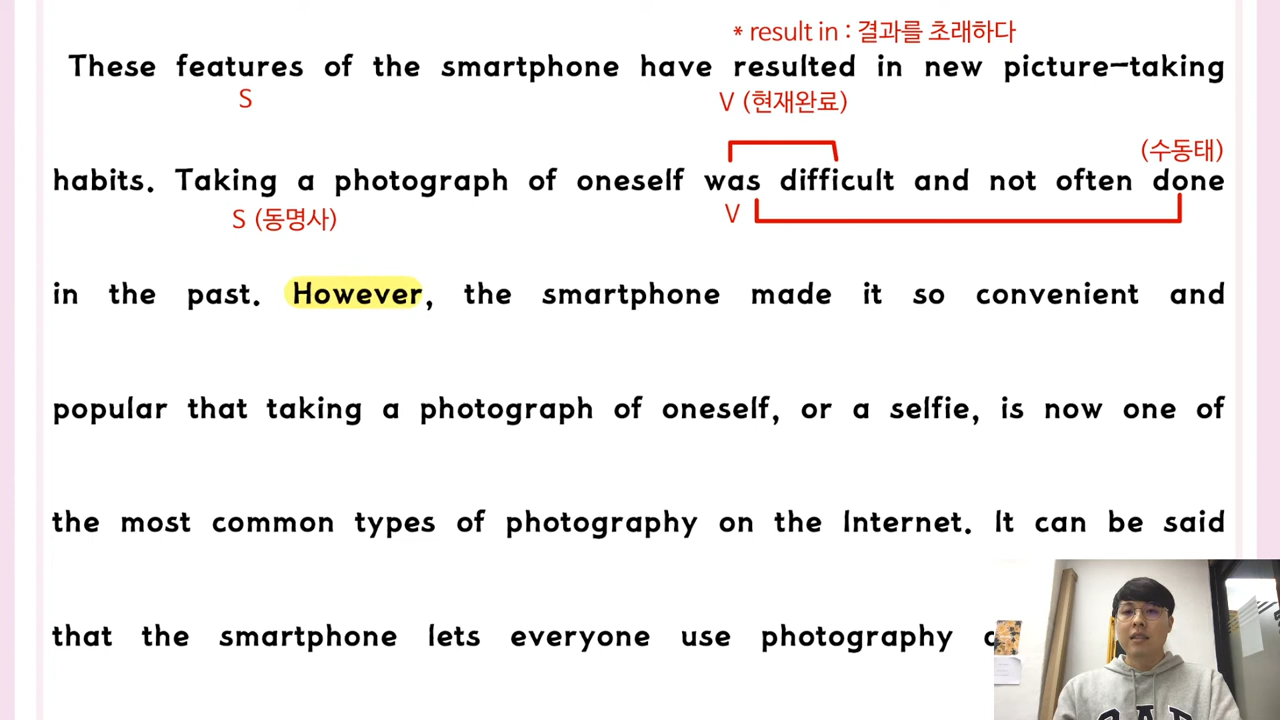 * result in : 결과를 초래하다
These features of the smartphone have resulted in new picture-taking
S V (현재완료)
(수동태)
habits. Taking a photograph of oneself was difficult and not often done
S (동명사) V
in the past. However, the smartphone made it so convenient and
popular that taking a photograph of oneself, or a selfie, is now one of
the most common types of photography on the Internet. It can be said
that the smartphone lets everyone use photography